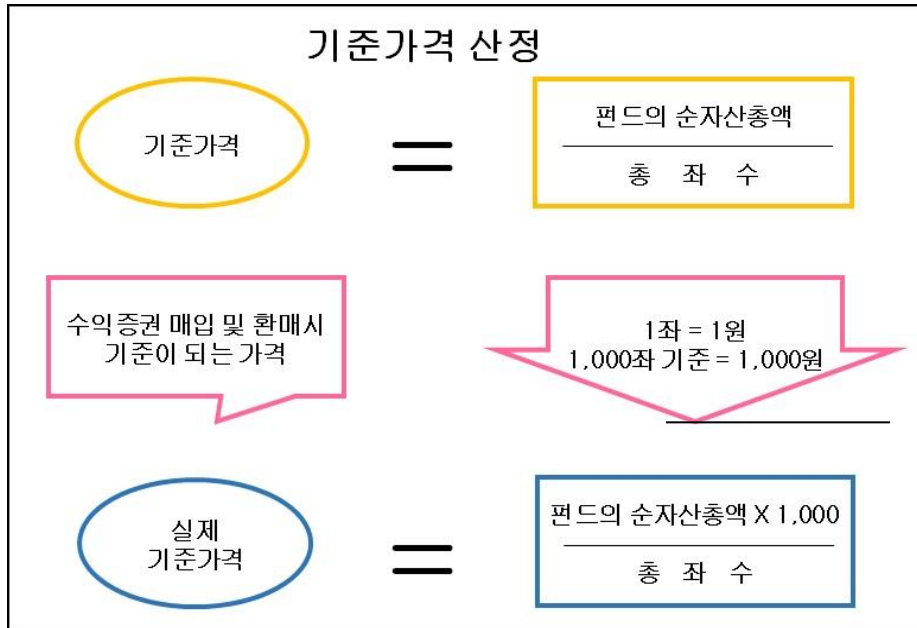 기준가격 산정
기준가격
=
펀드의 순자산총액
총 좌 수
수익증권 매입 및 환매시
기준이 되는 가격
1좌 = 1원
1,000좌 기준 = 1,000원
실제
기준가격
=
펀드의 순자산총액 X 1,000
총 좌 수